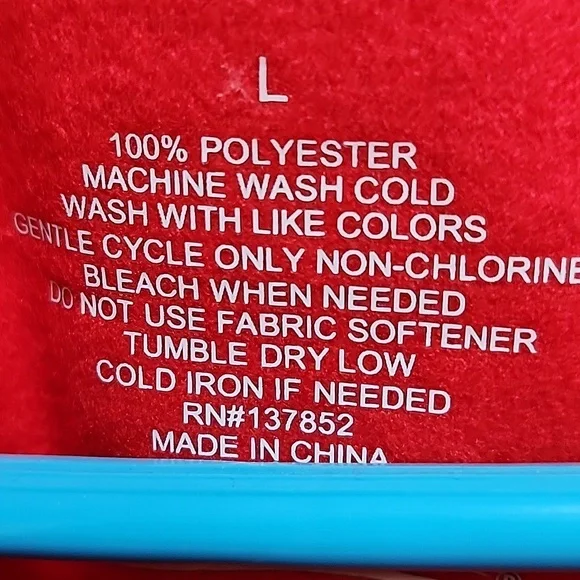 L
100% POLYESTER
MACHINE WASH COLD
WASH WITH LIKE COLORS
GENTLE CYCLE ONLY NON-CHLORINE
BLEACH WHEN NEEDED
DO NOT USE FABRIC SOFTENER
TUMBLE DRY LOW
COLD IRON IF NEEDED
RN#137852
MADE IN CHINA